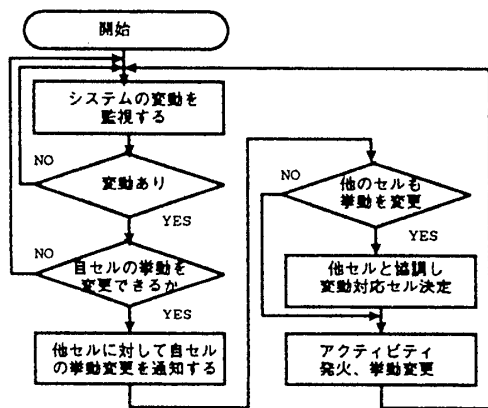 開始
システムの変動を
監視する
NO
変動あり
YES
NO
自セルの挙動を
変更できるか
YES
他セルに対して自セル
の挙動変更を通知する
NO
他のセルも
挙動を変更
YES
他セルと協調し
変動対応セル決定
アクティビティ
発火、挙動変更